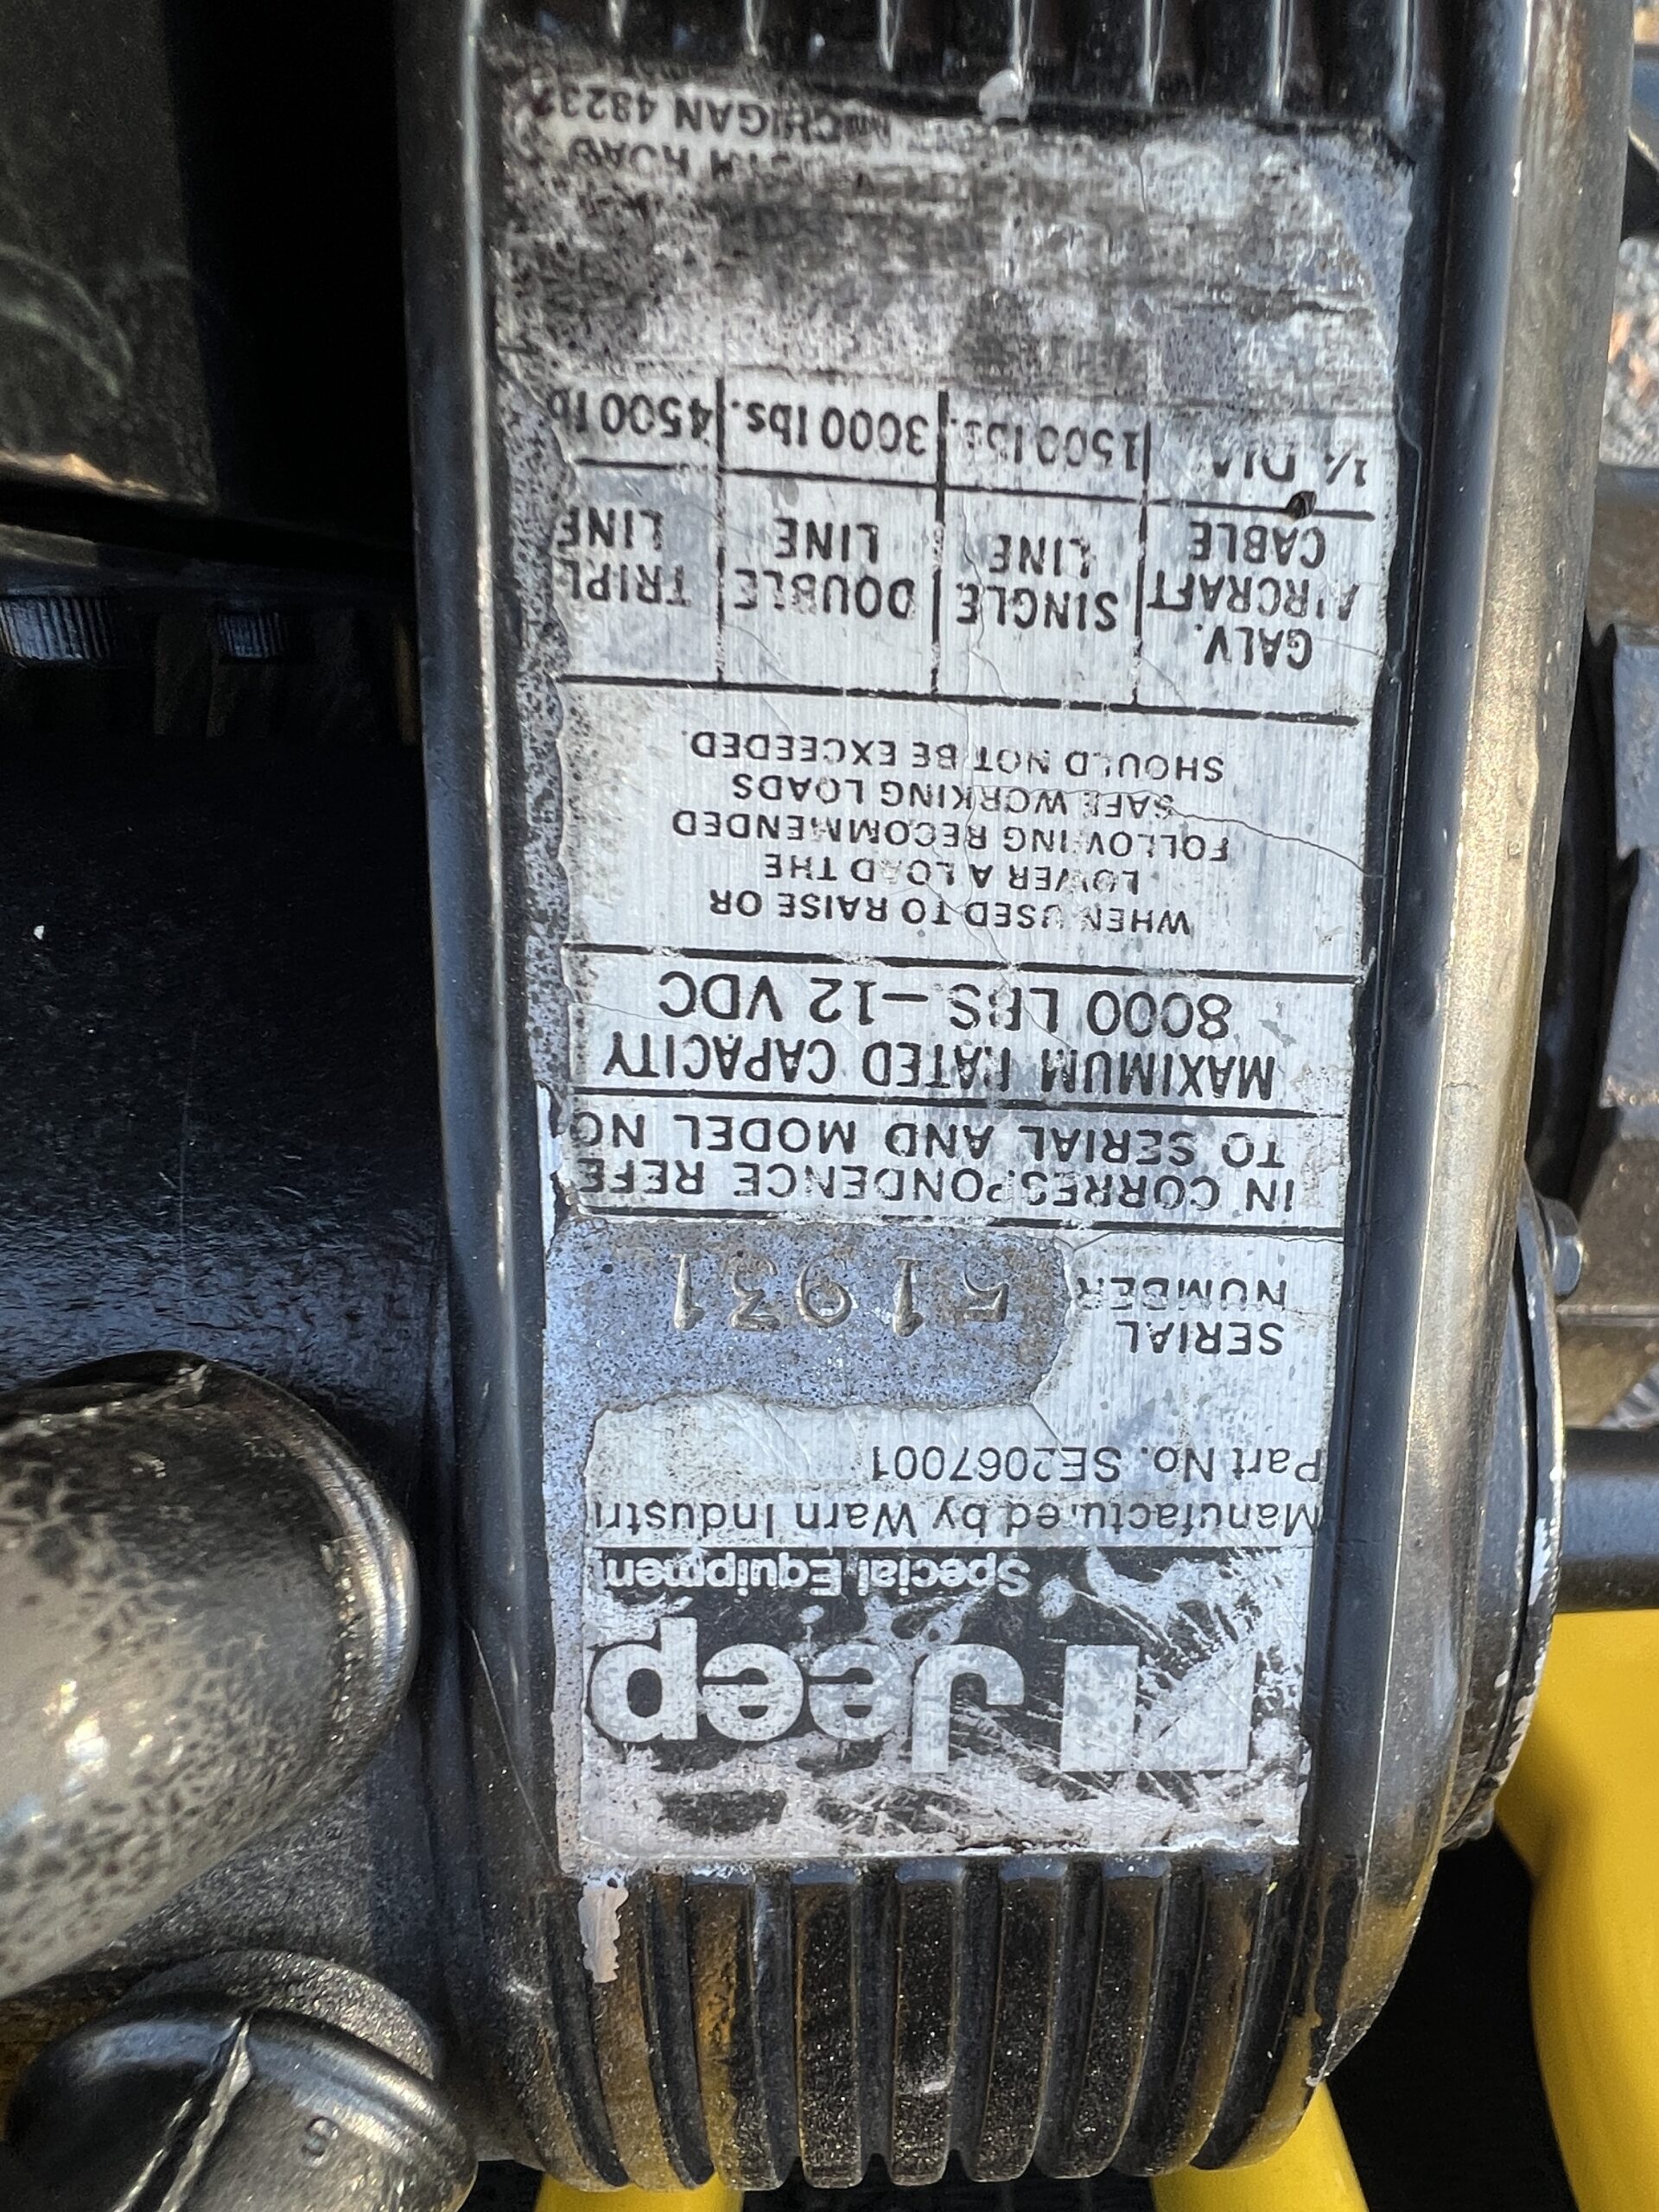 Jeep
Special Equipmen
Manufactured by Warn Industri
Part No. SE2067001
SERIAL
NUMBER
51931
IN CORRESPONDENCE REFE
TO SERIAL AND MODEL NO
MAXIMUM RATED CAPACITY
8000 LBS.–12 VDC
WHEN USED TO RAISE OR
LOWER A LOAD THE
FOLLOWING RECOMMENDED
SAFE WORKING LOADS
SHOULD NOT BE EXCEEDED.
GALV.
AIRCRAFT SINGLE DOUBLE TRIPL
CABLE LINE LINE LINE
¼" DIA. 1500 lbs. 3000 lbs. 4500 lb
ROAD
MICHIGAN 48232
5